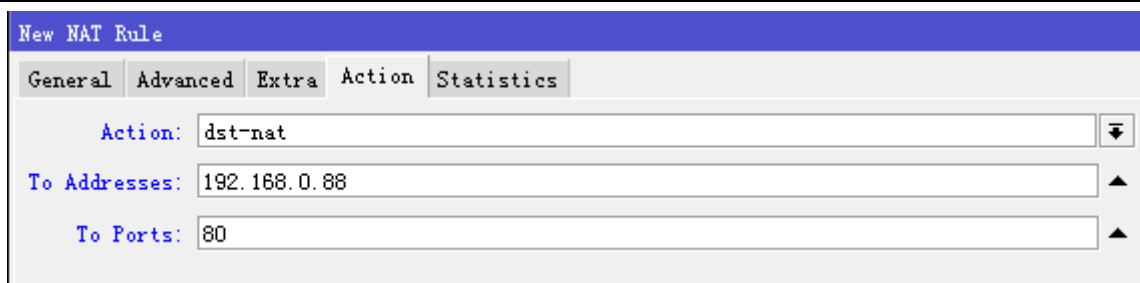 New NAT Rule
General Advanced Extra Action Statistics
Action: dst-nat
To Addresses: 192.168.0.88
To Ports: 80